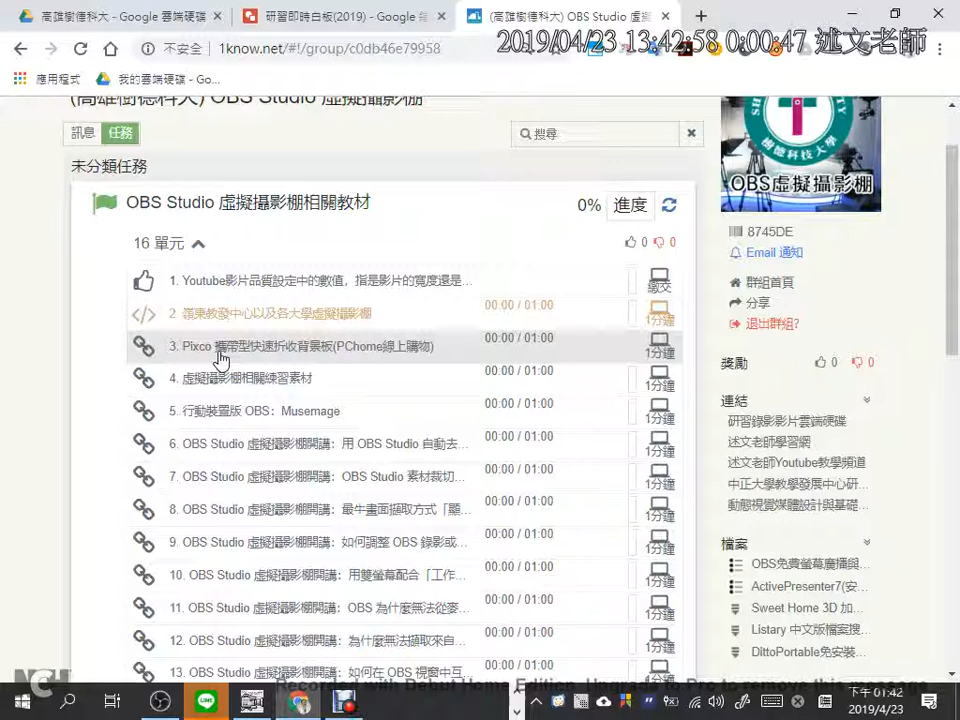 高雄樹德科大 - Google 雲端硬碟
研習即時白板(2019) - Google
(高雄樹德科大) OBS Studio 虛擬
不安全
1know.net/#!/group/c0db46e79958
2019/04/23 13:42:58 0:00:47 述文老師
應用程式
我的雲端硬碟 - Go...
(高雄樹德科大) OBS Studio 虛擬攝影棚
訊息
任務
搜尋
未分類任務
OBS Studio 虛擬攝影棚相關教材
0%
進度
16 單元
0
0
1. Youtube影片品質設定中的數值，指是影片的寬度還是...
繳交
2. 嶺東教發中心以及各大學虛擬攝影棚
00:00 / 01:00
1分鐘
3. Pixco 攜帶型快速折收背景板(PChome線上購物)
00:00 / 01:00
1分鐘
4. 虛擬攝影棚相關練習素材
00:00 / 01:00
1分鐘
5. 行動裝置版 OBS：Musemage
00:00 / 01:00
1分鐘
6. OBS Studio 虛擬攝影棚開講：用 OBS Studio 自動去...
00:00 / 01:00
1分鐘
7. OBS Studio 虛擬攝影棚開講：OBS Studio 素材裁切...
00:00 / 01:00
1分鐘
8. OBS Studio 虛擬攝影棚開講：最牛畫面擷取方式「顯...
00:00 / 01:00
1分鐘
9. OBS Studio 虛擬攝影棚開講：如何調整 OBS 錄影或...
00:00 / 01:00
1分鐘
10. OBS Studio 虛擬攝影棚開講：用雙螢幕配合「工作...
00:00 / 01:00
1分鐘
11. OBS Studio 虛擬攝影棚開講：OBS 為什麼無法從麥...
00:00 / 01:00
1分鐘
12. OBS Studio 虛擬攝影棚開講：為什麼無法擷取來自...
00:00 / 01:00
1分鐘
13. OBS Studio 虛擬攝影棚開講：如何在 OBS 視窗中互...
00:00 / 01:00
樹德科技大學
OBS虛擬攝影棚
8745DE
Email 通知
群組首頁
分享
退出群組?
獎勵
0
0
連結
研習錄影影片雲端硬碟
述文老師學習網
述文老師Youtube教學頻道
中正大學教學發展中心研...
動態視覺媒體設計與基礎...
檔案
OBS免費螢幕廣播與...
ActivePresenter7(安...
Sweet Home 3D 加...
Listary 中文版檔案搜...
DittoPortable免安裝...
NCH
Recorded with Debut Home Edition. Upgrade to Pro to remove this message
下午 01:42
2019/4/23